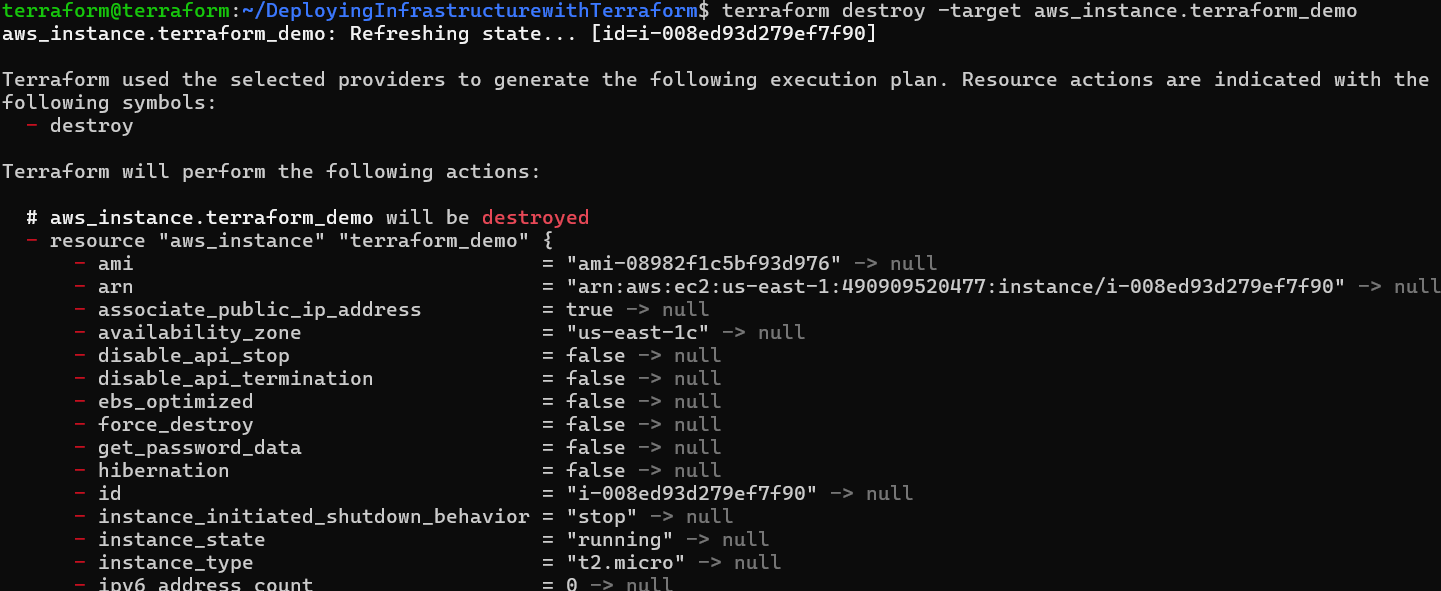 terraform@terraform:~/DeployingInfrastructurewithTerraform$ terraform destroy -target aws_instance.terraform_demo
aws_instance.terraform_demo: Refreshing state... [id=i-008ed93d279ef7f90]
Terraform used the selected providers to generate the following execution plan. Resource actions are indicated with the
following symbols:
  - destroy
Terraform will perform the following actions:
  # aws_instance.terraform_demo will be destroyed
  - resource "aws_instance" "terraform_demo" {
      - ami                                  = "ami-08982f1c5bf93d976" -> null
      - arn                                  = "arn:aws:ec2:us-east-1:490909520477:instance/i-008ed93d279ef7f90" -> null
      - associate_public_ip_address          = true -> null
      - availability_zone                    = "us-east-1c" -> null
      - disable_api_stop                     = false -> null
      - disable_api_termination              = false -> null
      - ebs_optimized                        = false -> null
      - force_destroy                        = false -> null
      - get_password_data                    = false -> null
      - hibernation                          = false -> null
      - id                                   = "i-008ed93d279ef7f90" -> null
      - instance_initiated_shutdown_behavior = "stop" -> null
      - instance_state                       = "running" -> null
      - instance_type                        = "t2.micro" -> null
      - ipv6_address_count                   = 0 -> null